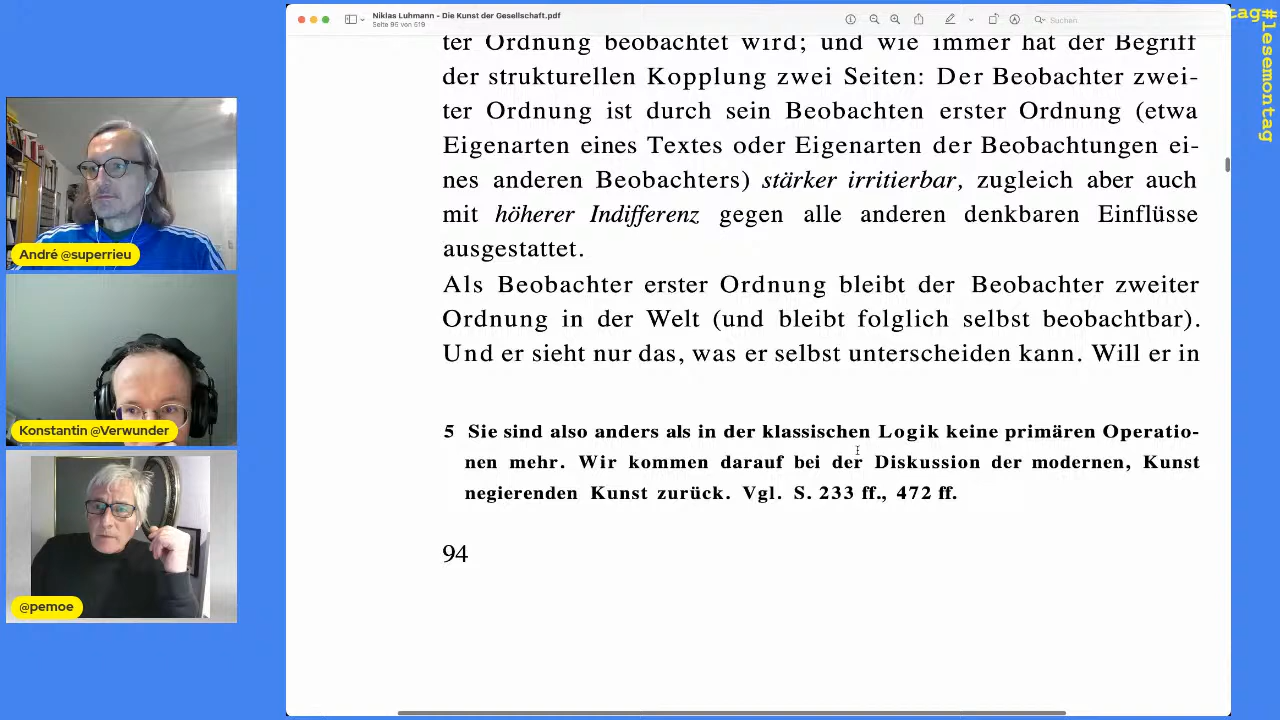 Niklas Luhmann - Die Kunst der Gesellschaft.pdf
Seite 96 von 519
Suchen
tag#
lesemontag
ter Ordnung beobachtet wird; und wie immer hat der Begriff
der strukturellen Kopplung zwei Seiten: Der Beobachter zwei-
ter Ordnung ist durch sein Beobachten erster Ordnung (etwa
Eigenarten eines Textes oder Eigenarten der Beobachtungen ei-
nes anderen Beobachters) stärker irritierbar, zugleich aber auch
mit höherer Indifferenz gegen alle anderen denkbaren Einflüsse
ausgestattet.
Als Beobachter erster Ordnung bleibt der Beobachter zweiter
Ordnung in der Welt (und bleibt folglich selbst beobachtbar).
Und er sieht nur das, was er selbst unterscheiden kann. Will er in
5 Sie sind also anders als in der klassischen Logik keine primären Operatio-
nen mehr. Wir kommen darauf bei der Diskussion der modernen, Kunst
negierenden Kunst zurück. Vgl. S. 233 ff., 472 ff.
94
André @superrieu
Konstantin @Verwunder
@pemoe